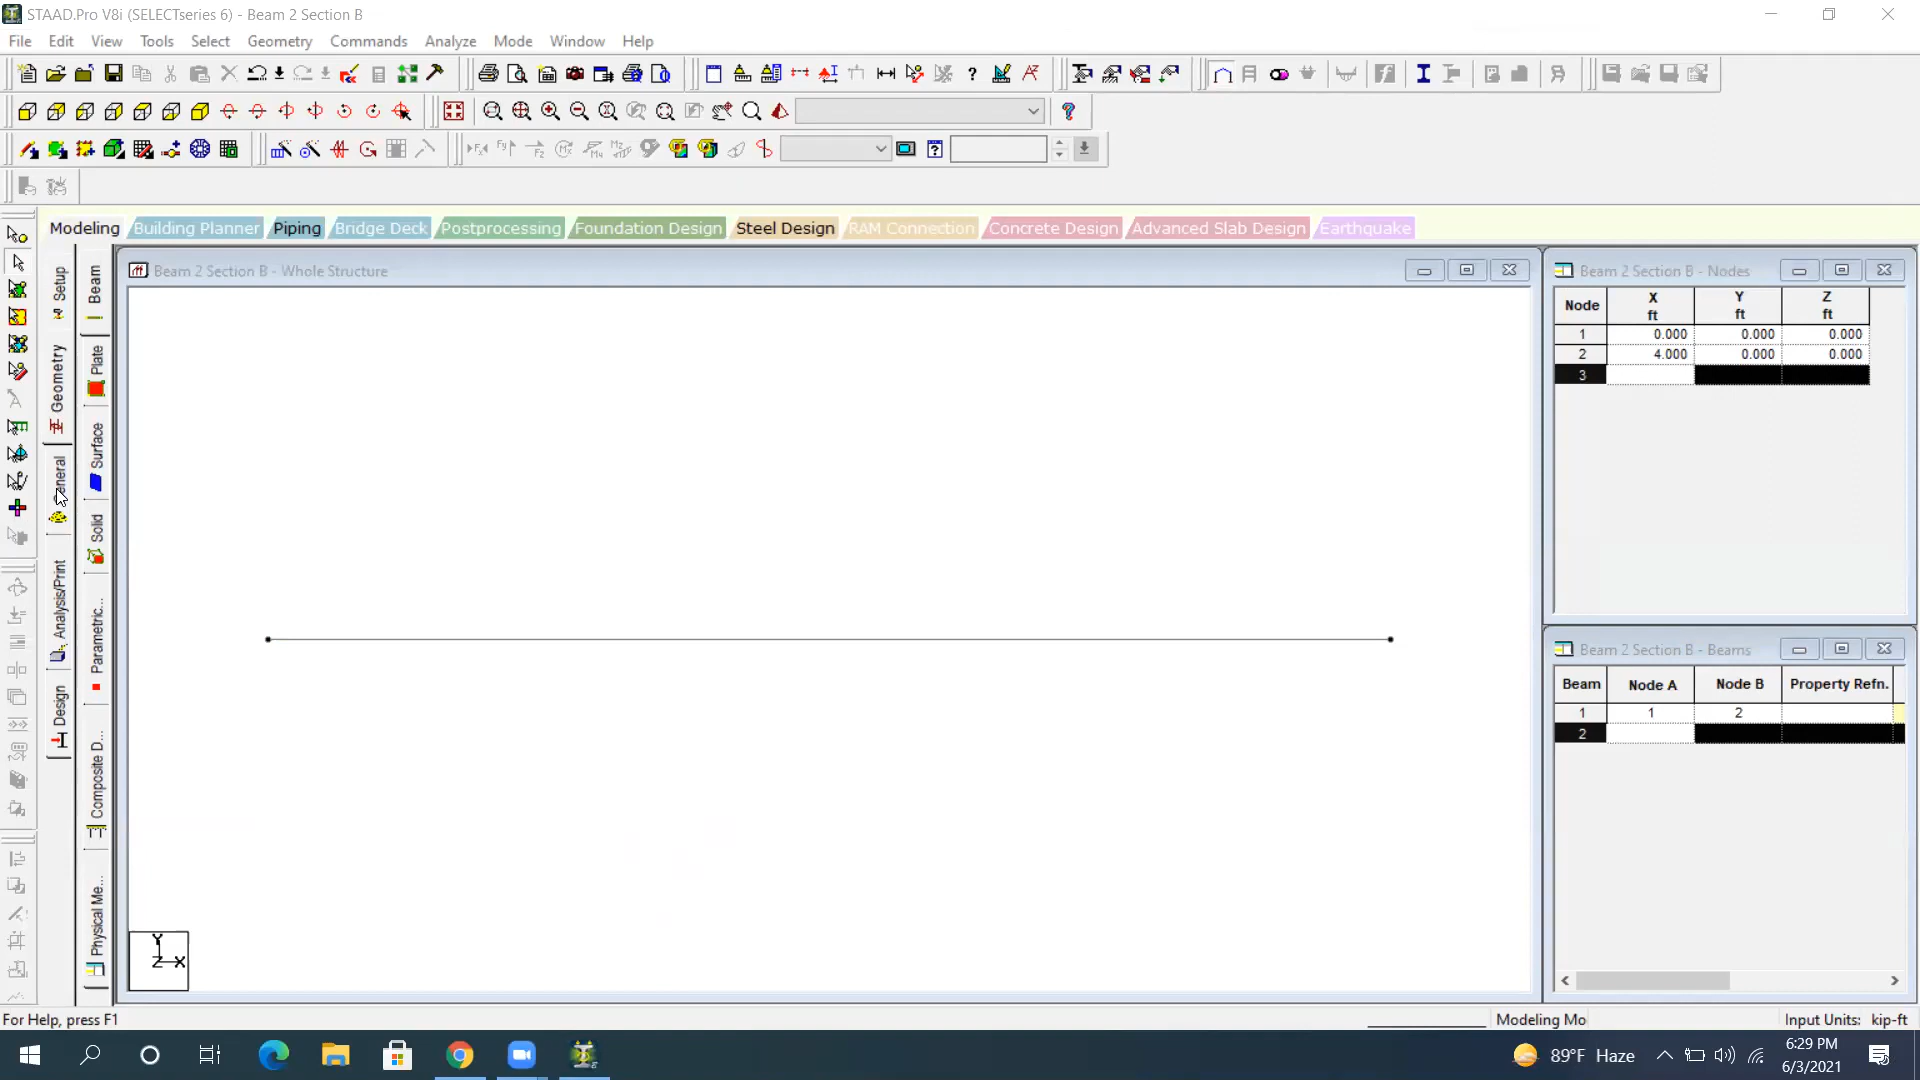 STAAD.Pro V8i (SELECTseries 6) - Beam 2 Section B
File Edit View Tools Select Geometry Commands Analyze Mode Window Help
Modeling Building Planner Piping Bridge Deck Postprocessing Foundation Design Steel Design RAM Connection Concrete Design Advanced Slab Design Earthquake
Setup
Geometry
General
Analysis/Print
Design
Beam
Plate
Surface
Solid
Parametric...
Composite D...
Physical Me...
Beam 2 Section B - Whole Structure
Y
Z X
Beam 2 Section B - Nodes
Node X ft Y ft Z ft
1 0.000 0.000 0.000
2 4.000 0.000 0.000
3
Beam 2 Section B - Beams
Beam Node A Node B Property Refn.
1 1 2
2
For Help, press F1
Modeling Mo
Input Units: kip-ft
89°F Haze
6:29 PM
6/3/2021